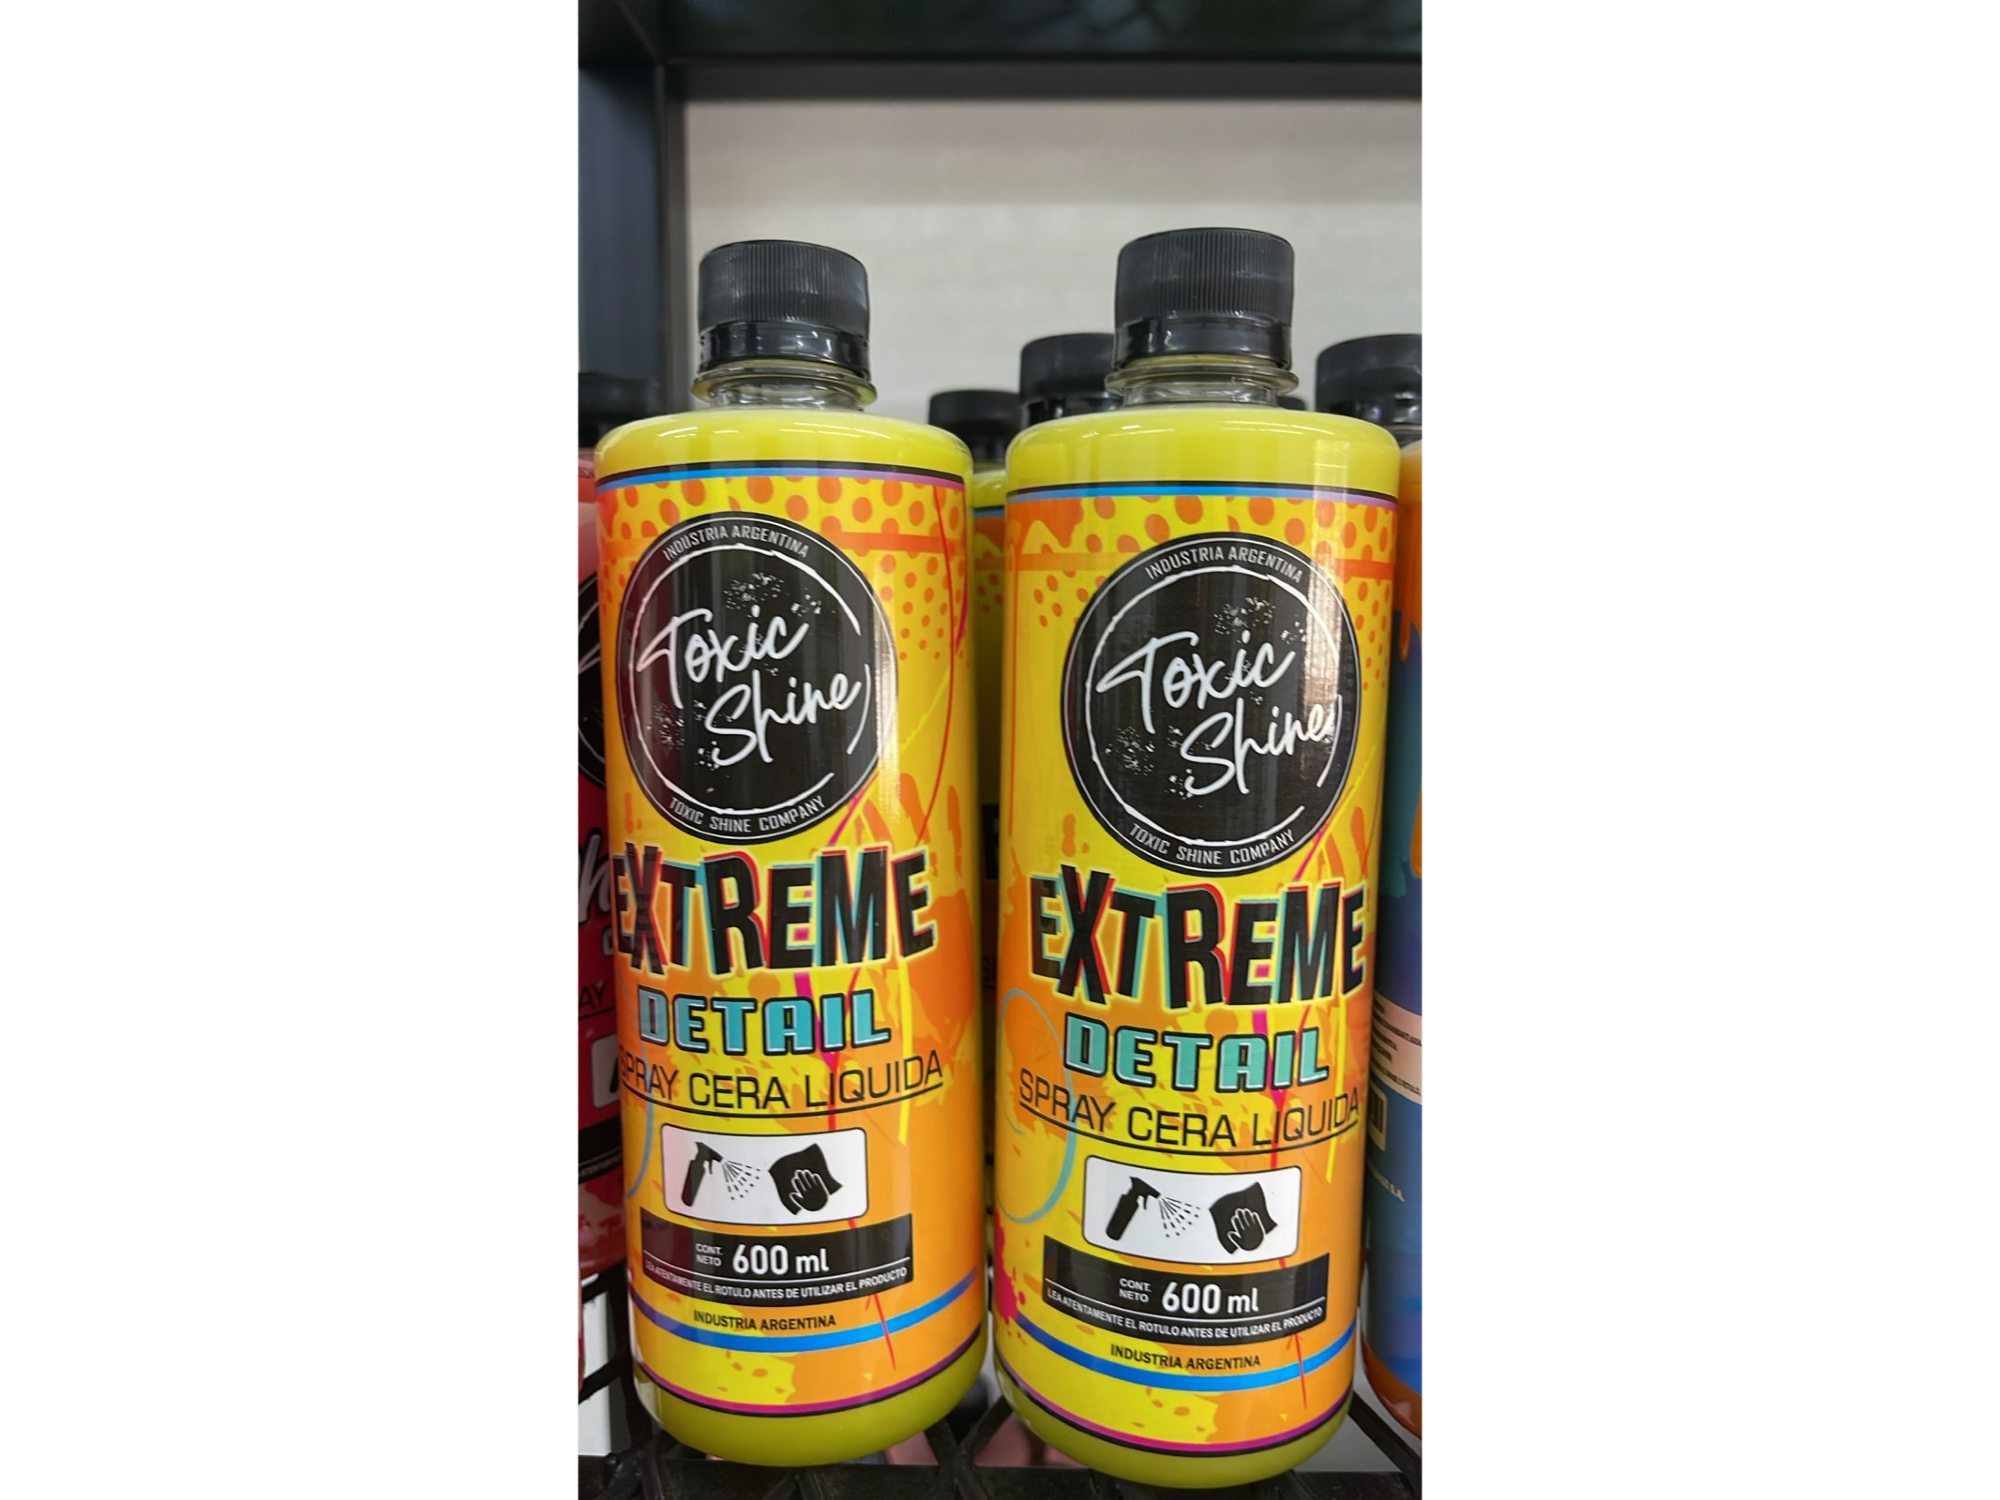 INDUSTRIA ARGENTINA
Toxic
Shine
TOXIC SHINE COMPANY
EXTREME
DETAIL
SPRAY CERA LIQUIDA
CONT.
NETO
600 ml
LEA ATENTAMENTE EL ROTULO ANTES DE UTILIZAR EL PRODUCTO
INDUSTRIA ARGENTINA
INDUSTRIA ARGENTINA
Toxic
Shine
TOXIC SHINE COMPANY
EXTREME
DETAIL
SPRAY CERA LIQUIDA
CONT.
NETO
600 ml
LEA ATENTAMENTE EL ROTULO ANTES DE UTILIZAR EL PRODUCTO
INDUSTRIA ARGENTINA